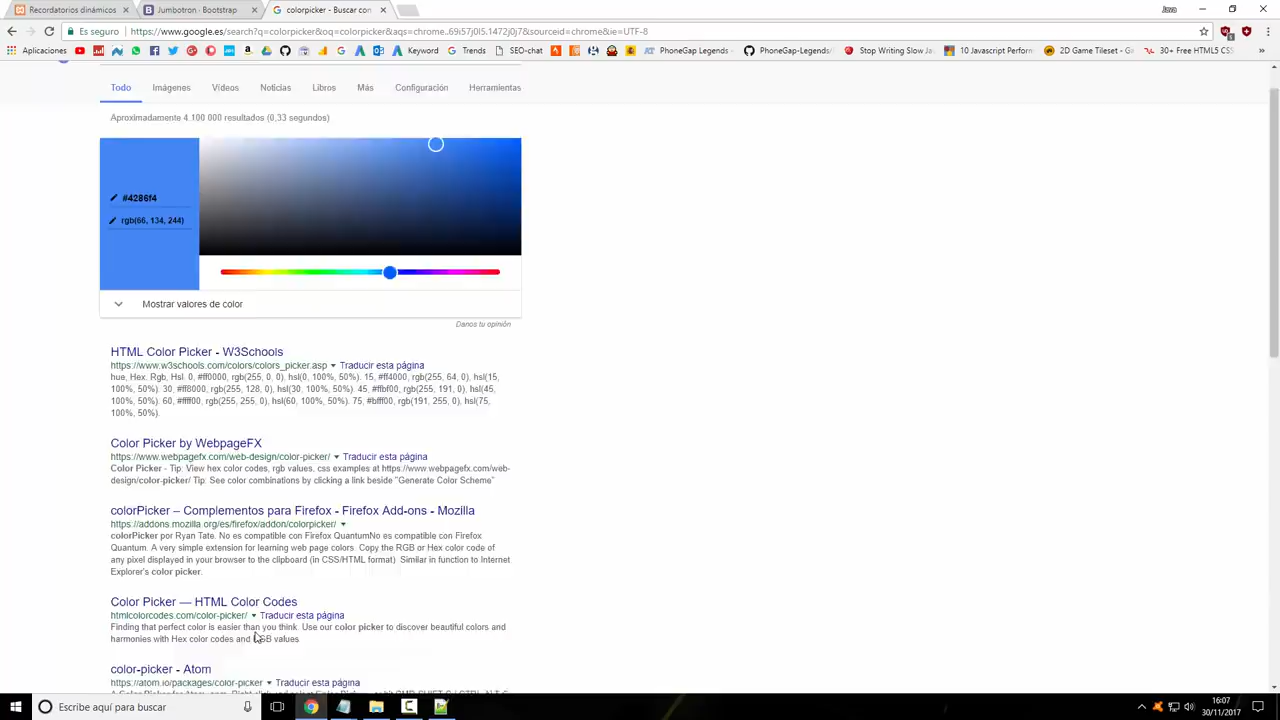 Recordatorios dinámicos
Jumbotron · Bootstrap
colorpicker - Buscar con
Java
Es seguro
https://www.google.es/search?q=colorpicker&oq=colorpicker&aqs=chrome..69i57j0l5.1472j0j7&sourceid=chrome&ie=UTF-8
Aplicaciones
Keyword
Trends
SEO-chat
PhoneGap Legends -
PhoneGap Legends -
Stop Writing Slow Ja
10 Javascript Perform
2D Game Tileset - Ga
30+ Free HTML5 CSS
Todo
Imágenes
Vídeos
Noticias
Libros
Más
Configuración
Herramientas
Aproximadamente 4.100.000 resultados (0,33 segundos)
#4286f4
rgb(66, 134, 244)
Mostrar valores de color
Danos tu opinión
HTML Color Picker - W3Schools
https://www.w3schools.com/colors/colors_picker.asp Traducir esta página
hue, Hex. Rgb, Hsl. 0, #ff0000, rgb(255, 0, 0), hsl(0, 100%, 50%). 15, #ff4000, rgb(255, 64, 0), hsl(15,
100%, 50%). 30, #ff8000, rgb(255, 128, 0), hsl(30, 100%, 50%). 45, #ffbf00, rgb(255, 191, 0), hsl(45,
100%, 50%). 60, #ffff00, rgb(255, 255, 0), hsl(60, 100%, 50%). 75, #bfff00, rgb(191, 255, 0), hsl(75,
100%, 50%).
Color Picker by WebpageFX
https://www.webpagefx.com/web-design/color-picker/ Traducir esta página
Color Picker - Tip: View hex color codes, rgb values, css examples at https://www.webpagefx.com/web-
design/color-picker/ Tip: See color combinations by clicking a link beside "Generate Color Scheme"
colorPicker – Complementos para Firefox - Firefox Add-ons - Mozilla
https://addons.mozilla.org/es/firefox/addon/colorpicker/
colorPicker por Ryan Tate. No es compatible con Firefox QuantumNo es compatible con Firefox
Quantum. A very simple extension for learning web page colors. Copy the RGB or Hex color code of
any pixel displayed in your browser to the clipboard (in CSS/HTML format). Similar in function to Internet
Explorer's color picker.
Color Picker — HTML Color Codes
htmlcolorcodes.com/color-picker/ Traducir esta página
Finding that perfect color is easier than you think. Use our color picker to discover beautiful colors and
harmonies with Hex color codes and RGB values.
color-picker - Atom
https://atom.io/packages/color-picker Traducir esta página
Escribe aquí para buscar
16:07
30/11/2017